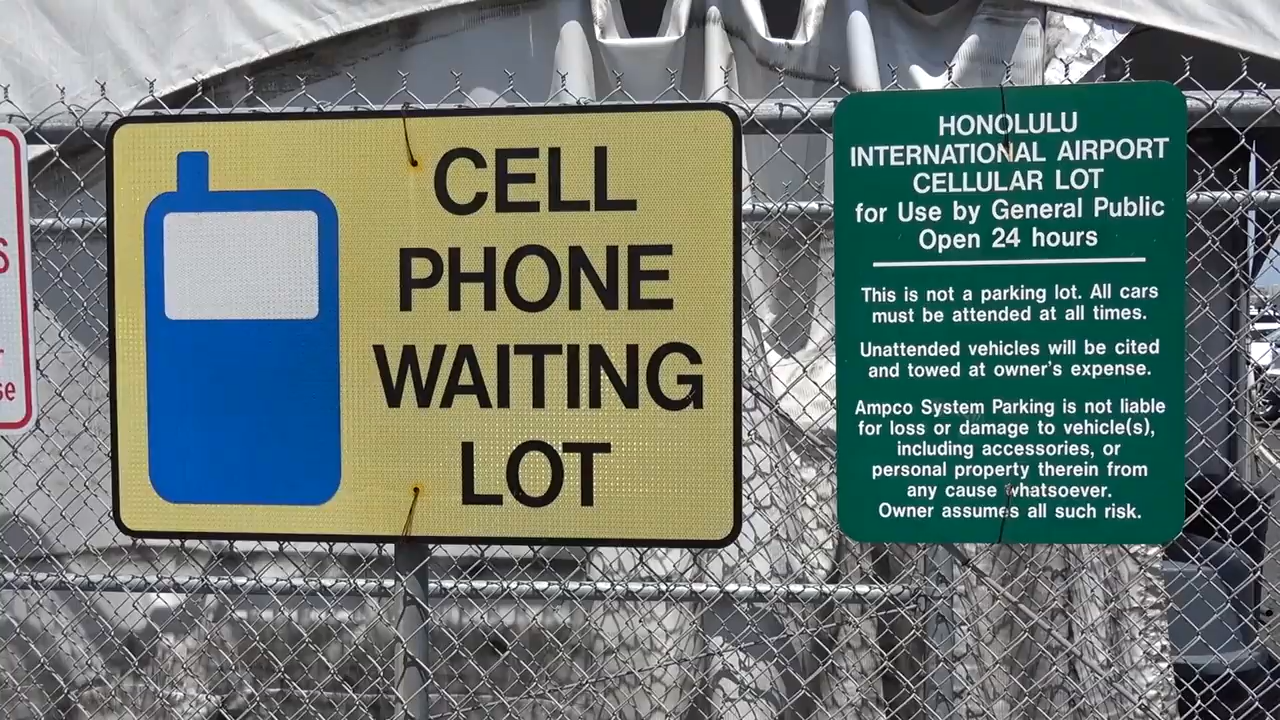 CELL
PHONE
WAITING
LOT
HONOLULU
INTERNATIONAL AIRPORT
CELLULAR LOT
for Use by General Public
Open 24 hours
This is not a parking lot. All cars
must be attended at all times.
Unattended vehicles will be cited
and towed at owner's expense.
Ampco System Parking is not liable
for loss or damage to vehicle(s),
including accessories, or
personal property therein from
any cause whatsoever.
Owner assumes all such risk.